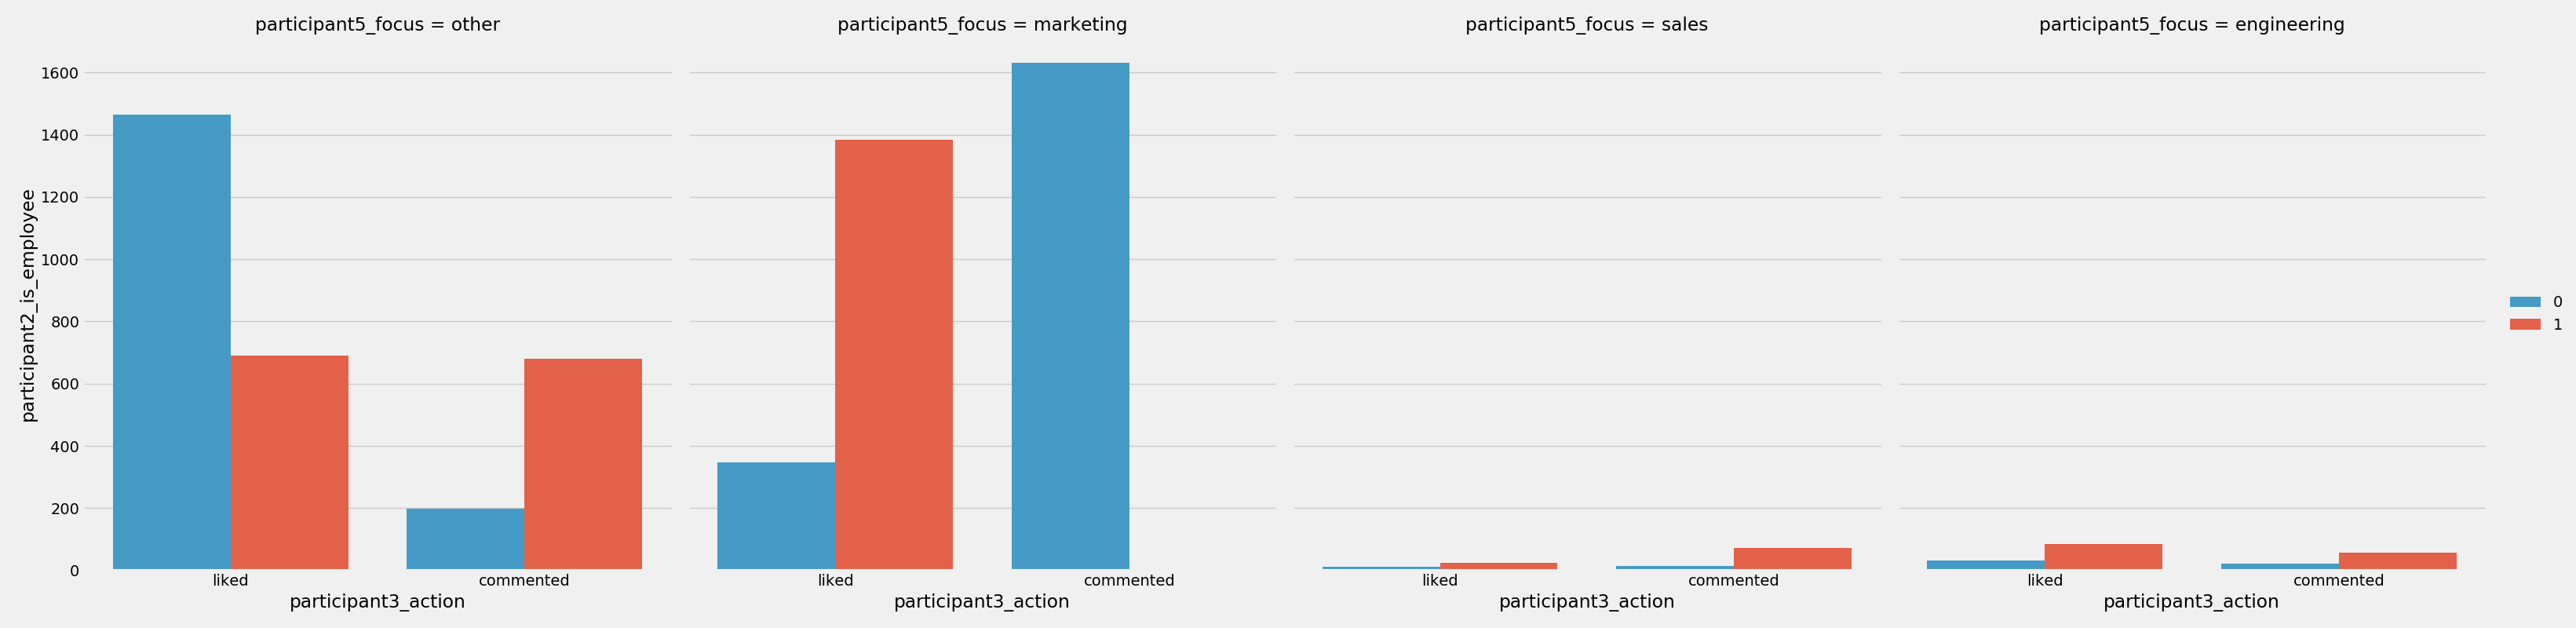 participant5_focus = other
participant5_focus = marketing
participant5_focus = sales
participant5_focus = engineering
participant2_is_employee
1600
1400
1200
1000
800
600
400
200
0
0
1
liked
commented
liked
commented
liked
commented
liked
commented
participant3_action
participant3_action
participant3_action
participant3_action